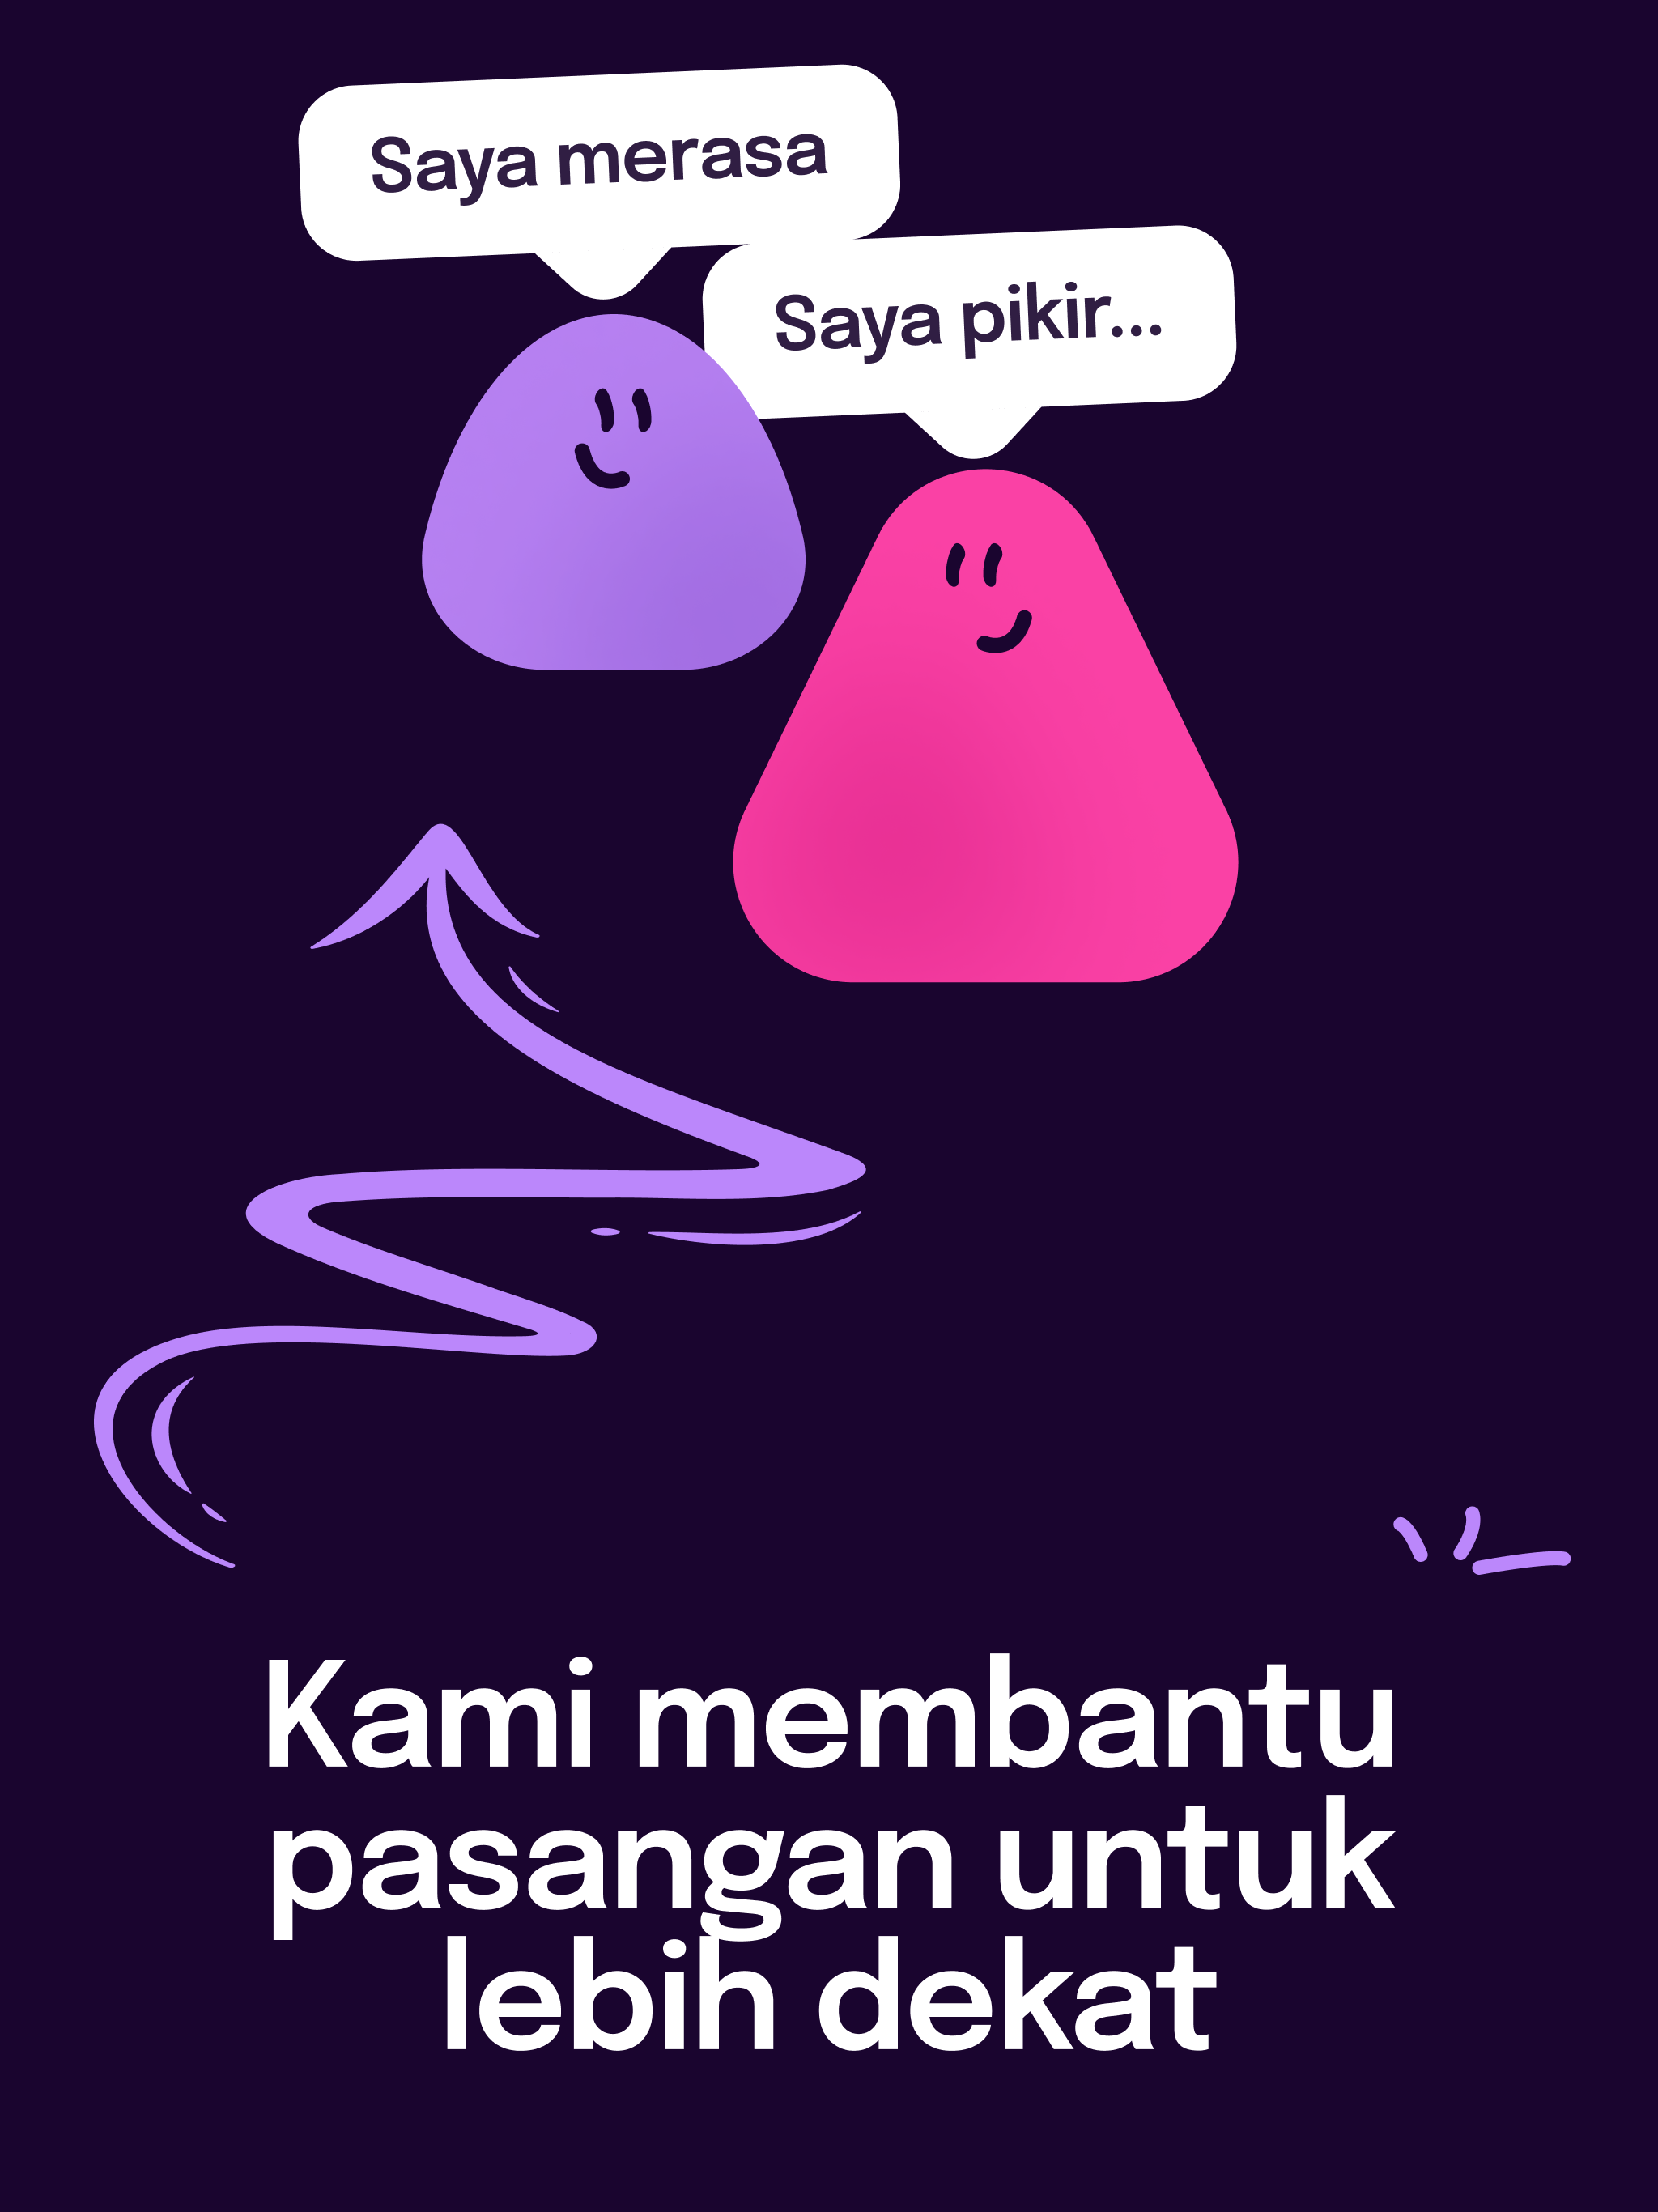 Saya merasa
Saya pikir...
Kami membantu
pasangan untuk
lebih dekat